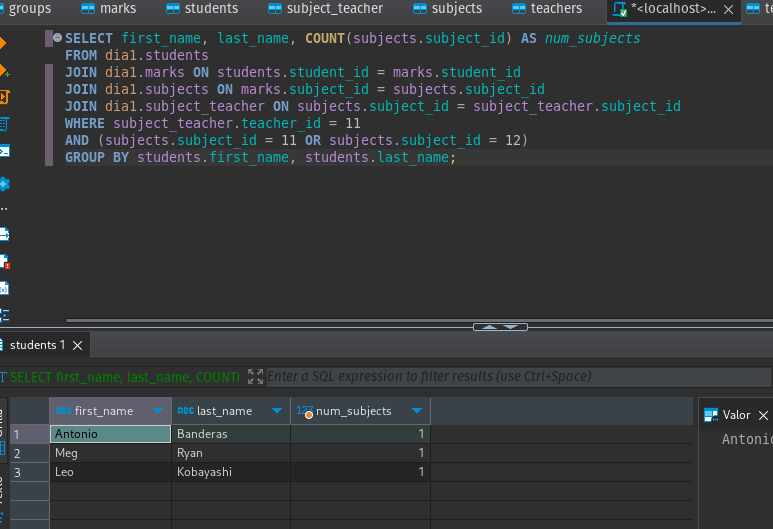 groups marks students subject_teacher subjects teachers *<localhost>... te
SELECT first_name, last_name, COUNT(subjects.subject_id) AS num_subjects
FROM dia1.students
JOIN dia1.marks ON students.student_id = marks.student_id
JOIN dia1.subjects ON marks.subject_id = subjects.subject_id
JOIN dia1.subject_teacher ON subjects.subject_id = subject_teacher.subject_id
WHERE subject_teacher.teacher_id = 11
AND (subjects.subject_id = 11 OR subjects.subject_id = 12)
GROUP BY students.first_name, students.last_name;
students 1
SELECT first_name, last_name, COUNT( Enter a SQL expression to filter results (use Ctrl+Space)
ABC first_name ABC last_name 123 num_subjects Valor
1 Antonio Banderas 1 Antonio
2 Meg Ryan 1
3 Leo Kobayashi 1